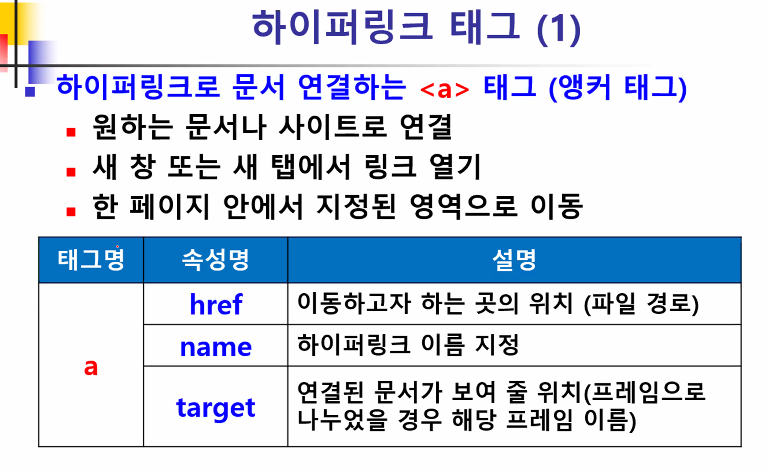 하이퍼링크 태그 (1)
하이퍼링크로 문서 연결하는 <a> 태그 (앵커 태그)
원하는 문서나 사이트로 연결
새 창 또는 새 탭에서 링크 열기
한 페이지 안에서 지정된 영역으로 이동
태그명 속성명 설명
a
href 이동하고자 하는 곳의 위치 (파일 경로)
name 하이퍼링크 이름 지정
target 연결된 문서가 보여 줄 위치(프레임으로
나누었을 경우 해당 프레임 이름)